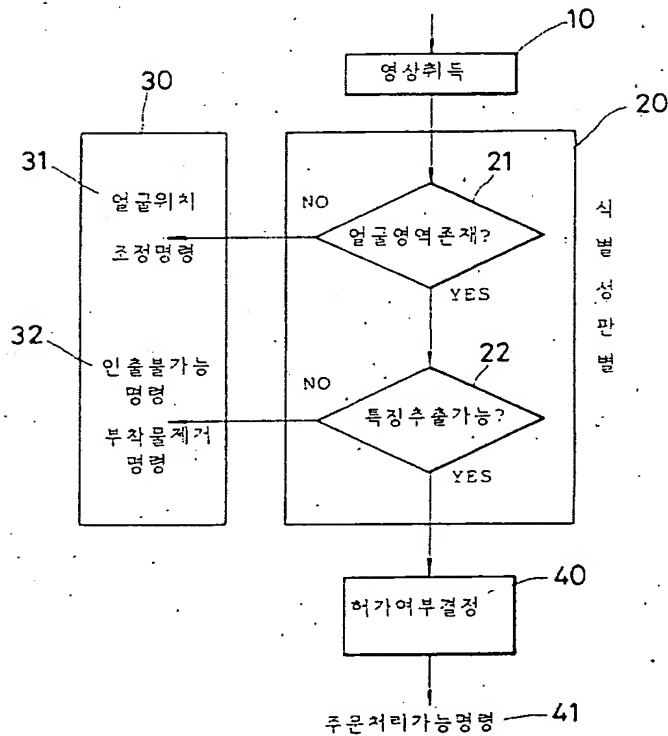 10
영상취득
20
30
31
21
얼굴위치
NO
얼굴영역존재?
조정명령
YES
식별성판별
32
22
인출불가능
명령
NO
특징추출가능?
부착물제거
명령
YES
40
허가여부결정
주문처리가능명령
41